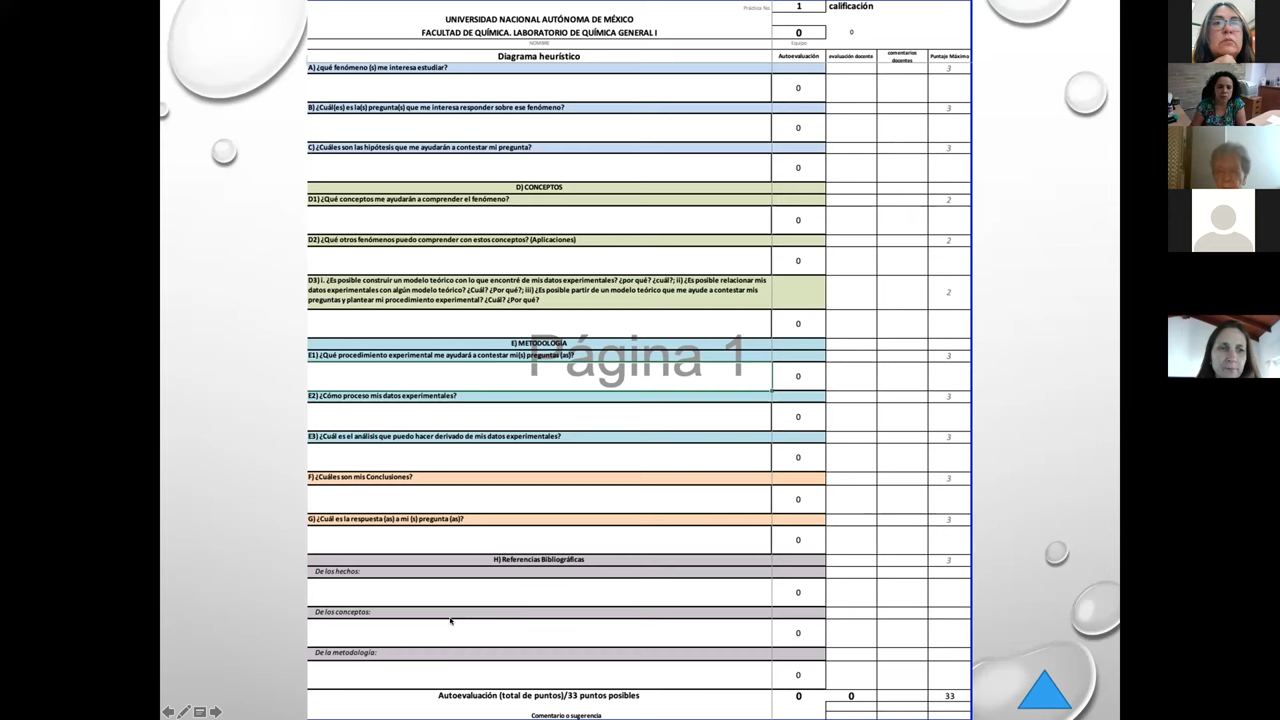 Práctica No. 1 calificación
UNIVERSIDAD NACIONAL AUTÓNOMA DE MÉXICO
FACULTAD DE QUÍMICA. LABORATORIO DE QUÍMICA GENERAL I 0 0
NOMBRE Equipo
Diagrama heurístico Autoevaluación evaluación docente comentarios docentes Puntaje Máximo
A) ¿qué fenómeno (s) me interesa estudiar? 3
0
B) ¿Cuál(es) es la(s) pregunta(s) que me interesa responder sobre ese fenómeno? 3
0
C) ¿Cuáles son las hipótesis que me ayudarán a contestar mi pregunta? 3
0
D) CONCEPTOS
D1) ¿Qué conceptos me ayudarán a comprender el fenómeno? 2
0
D2) ¿Qué otros fenómenos puedo comprender con estos conceptos? (Aplicaciones) 2
0
D3) i. ¿Es posible construir un modelo teórico con lo que encontré de mis datos experimentales? ¿por qué? ¿cuál?; ii) ¿Es posible relacionar mis
datos experimentales con algún modelo teórico? ¿Cuál? ¿Por qué?; iii) ¿Es posible partir de un modelo teórico que me ayude a contestar mis 2
preguntas y plantear mi procedimiento experimental? ¿Cuál? ¿Por qué?
0
E) METODOLOGÍA
Página 1
E1) ¿Qué procedimiento experimental me ayudará a contestar mi(s) preguntas (as)? 3
0
E2) ¿Cómo proceso mis datos experimentales? 3
0
E3) ¿Cuál es el análisis que puedo hacer derivado de mis datos experimentales? 3
0
F) ¿Cuáles son mis Conclusiones? 3
0
G) ¿Cuál es la respuesta (as) a mi (s) pregunta (as)? 3
0
H) Referencias Bibliográficas 3
De los hechos:
0
De los conceptos:
0
De la metodología:
0
Autoevaluación (total de puntos)/33 puntos posibles 0 0 33
Comentario o sugerencia